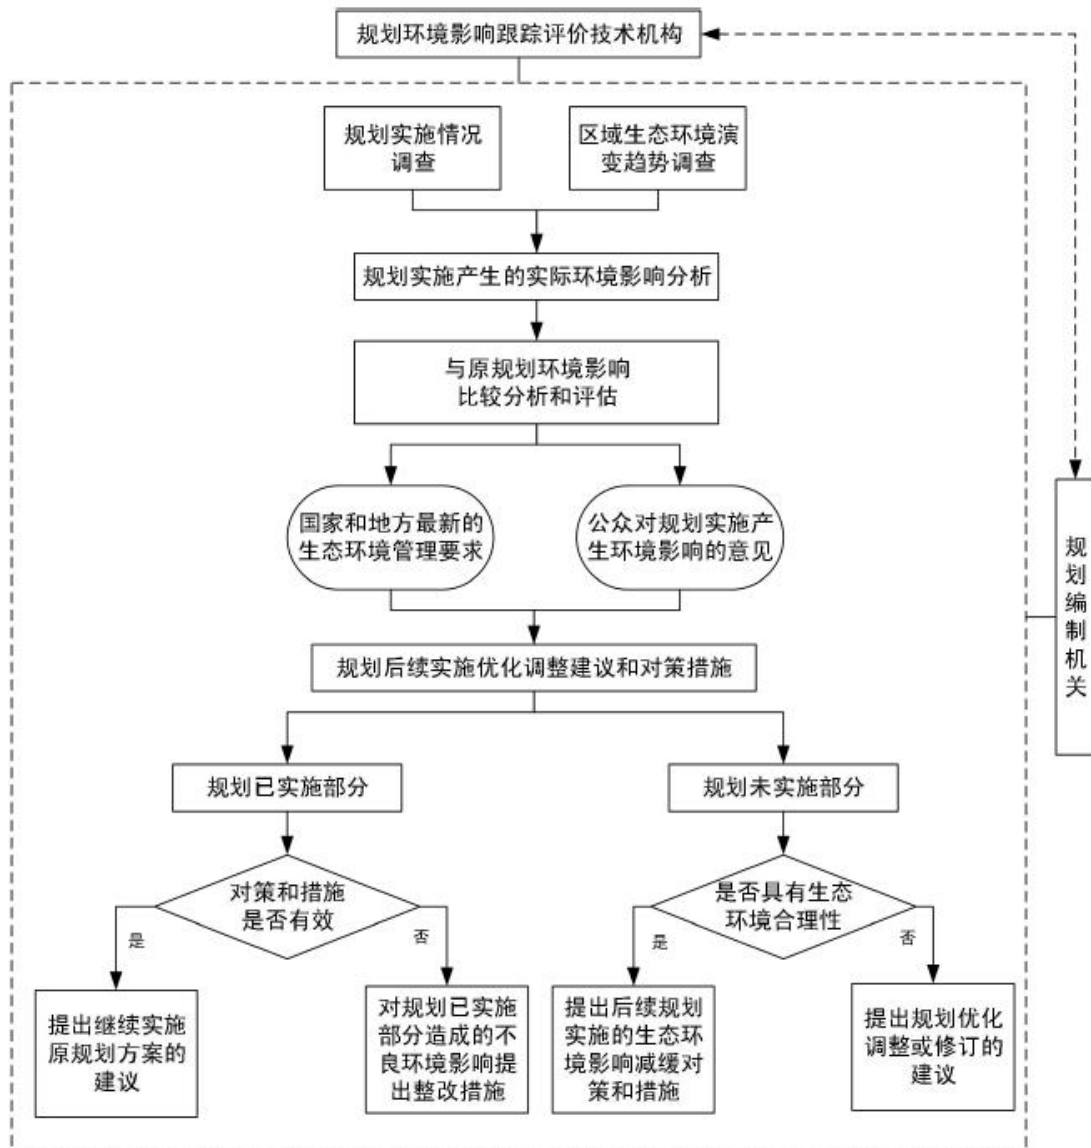 规划环境影响跟踪评价技术机构
规划实施情况
调查
区域生态环境演
变趋势调查
规划实施产生的实际环境影响分析
与原规划环境影响
比较分析和评估
国家和地方最新的
生态环境管理要求
公众对规划实施产
生环境影响的意见
规划编制机关
规划后续实施优化调整建议和对策措施
规划已实施部分
规划未实施部分
对策和措施
是否有效
是否具有生态
环境合理性
是
否
是
否
提出继续实施
原规划方案的
建议
对规划已实施
部分造成的不
良环境影响提
出整改措施
提出后续规划
实施的生态环
境影响减缓对
策和措施
提出规划优化
调整或修订的
建议